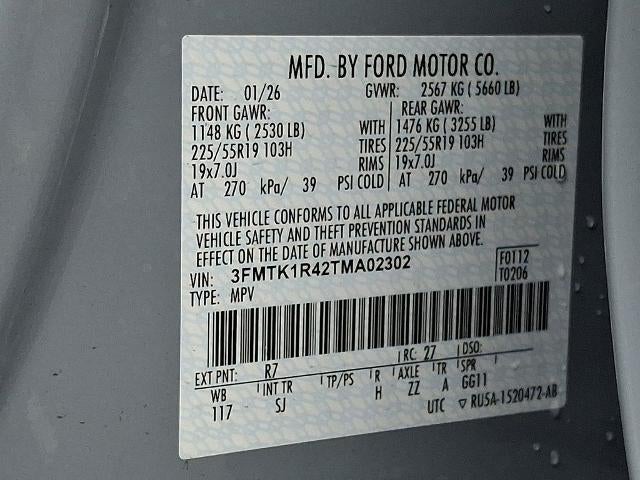 MFD. BY FORD MOTOR CO.
DATE: 01/26 GVWR: 2567 KG ( 5660 LB)
FRONT GAWR: REAR GAWR:
1148 KG ( 2530 LB) WITH 1476 KG ( 3255 LB) WITH
225/55R19 103H TIRES 225/55R19 103H TIRES
19x7.0J RIMS 19x7.0J RIMS
AT 270 kPa/ 39 PSI COLD AT 270 kPa/ 39 PSI COLD
THIS VEHICLE CONFORMS TO ALL APPLICABLE FEDERAL MOTOR
VEHICLE SAFETY AND THEFT PREVENTION STANDARDS IN
EFFECT ON THE DATE OF MANUFACTURE SHOWN ABOVE.
VIN: 3FMTK1R42TMA02302 F0112
TYPE: MPV T0206
EXT PNT: R7 RC: 27 DSO:
WB INT TR TP/PS R AXLE TR SPR
117 SJ H ZZ A GG11
UTC ▽ RU5A-1520472-AB